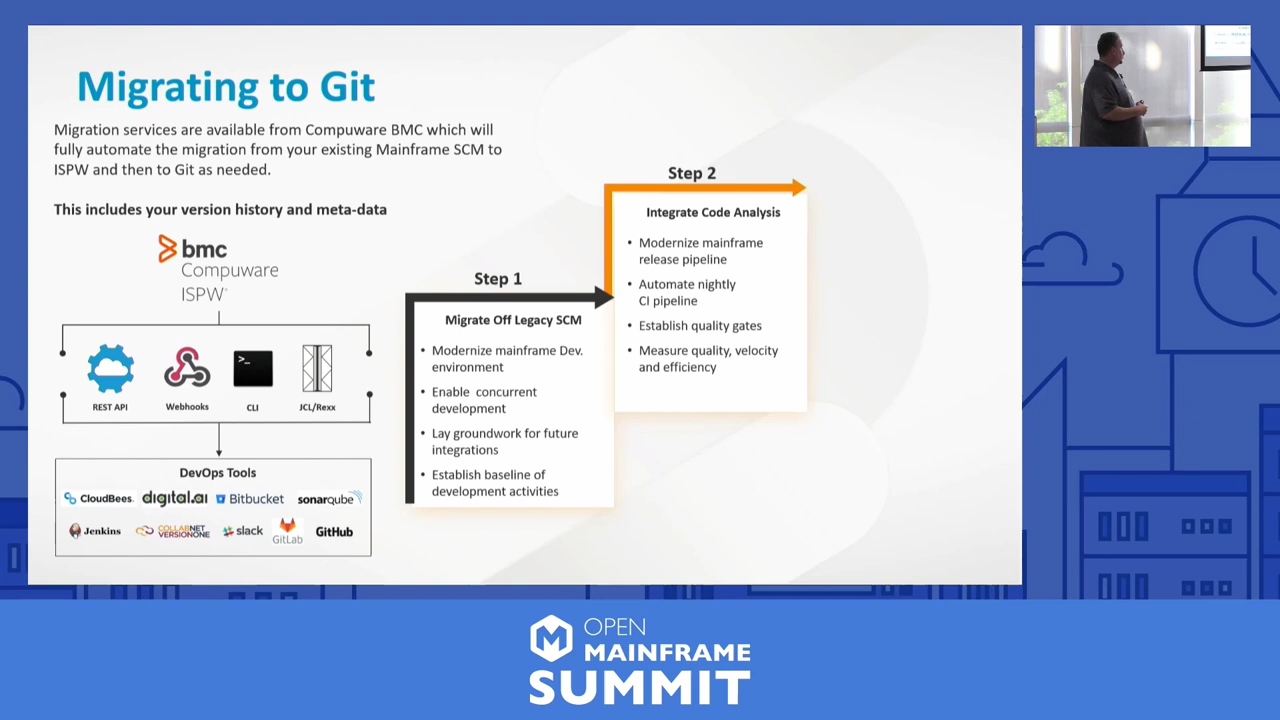 Migrating to Git
Migration services are available from Compuware BMC which will
fully automate the migration from your existing Mainframe SCM to
ISPW and then to Git as needed.
This includes your version history and meta-data
bmc
Compuware
ISPW®
REST API
Webhooks
>_
CLI
JCL/Rexx
DevOps Tools
CloudBees.
digital.ai
Bitbucket
sonarqube
Jenkins
COLLABNET
VERSIONONE
slack
GitLab
GitHub
Step 1
Migrate Off Legacy SCM
• Modernize mainframe Dev.
environment
• Enable concurrent
development
• Lay groundwork for future
integrations
• Establish baseline of
development activities
Step 2
Integrate Code Analysis
• Modernize mainframe
release pipeline
• Automate nightly
CI pipeline
• Establish quality gates
• Measure quality, velocity
and efficiency
OPEN
MAINFRAME
SUMMIT